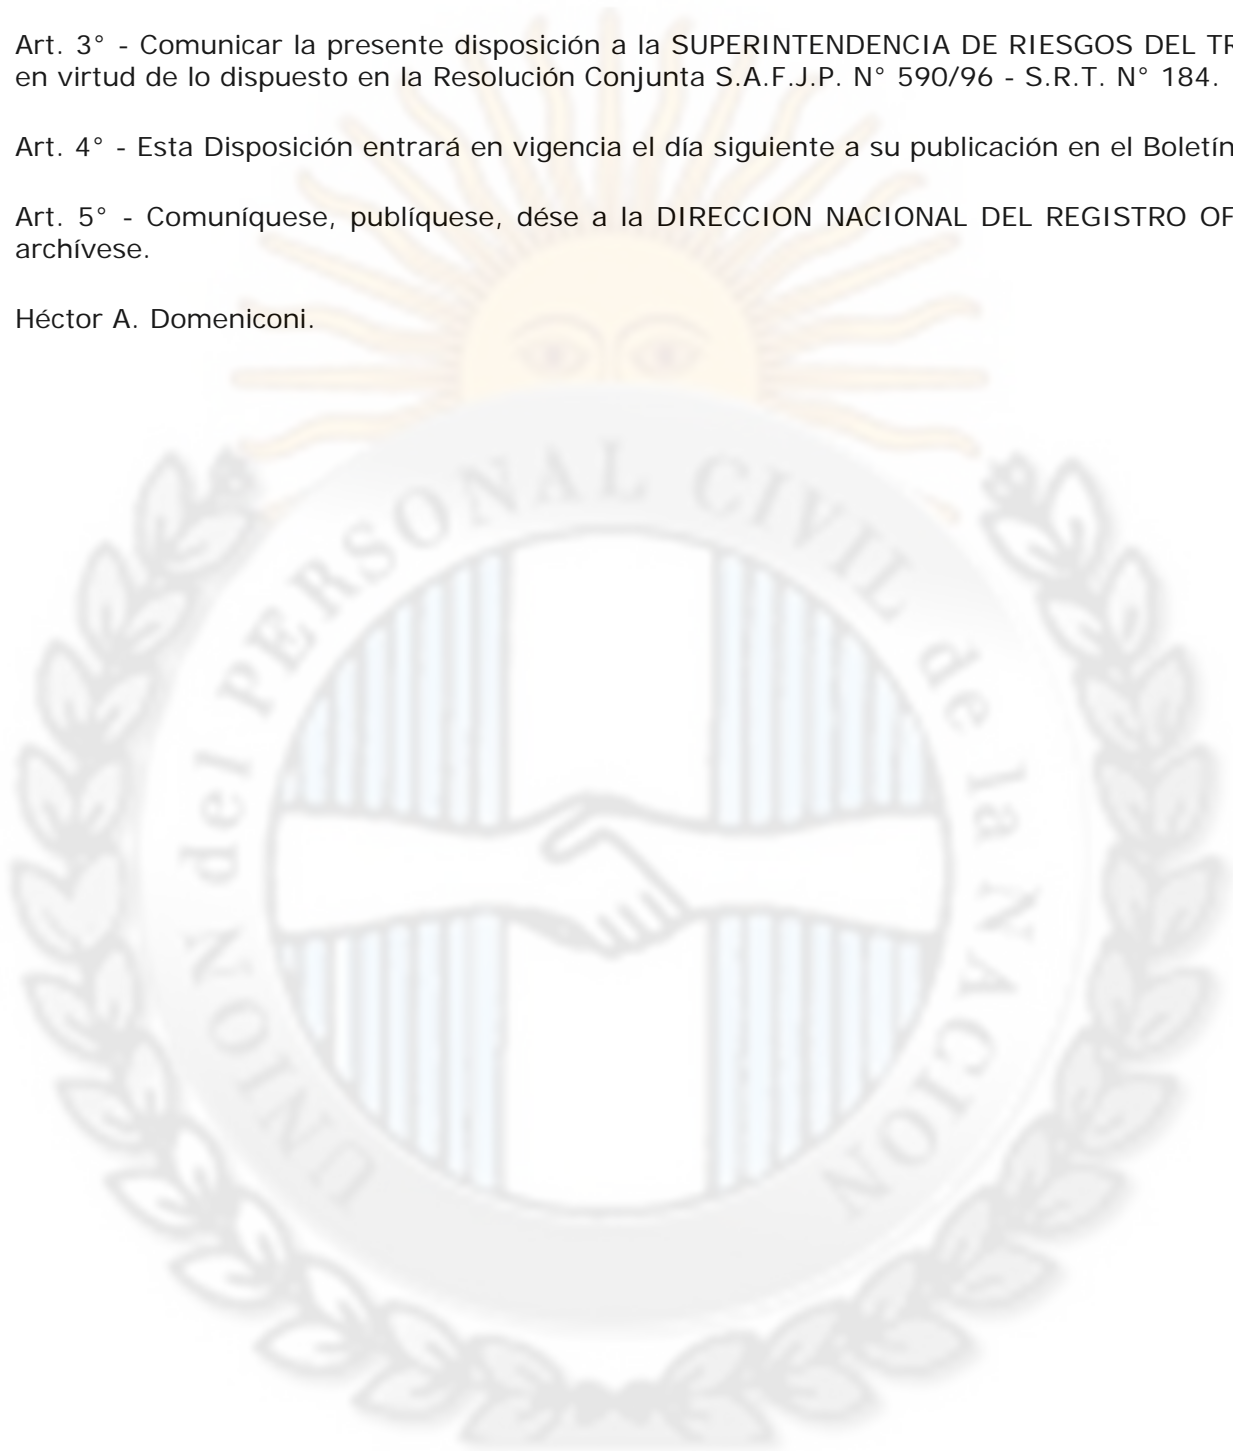 Art. 3° - Comunicar la presente disposición a la SUPERINTENDENCIA DE RIESGOS DEL TR
en virtud de lo dispuesto en la Resolución Conjunta S.A.F.J.P. N° 590/96 - S.R.T. N° 184.
Art. 4° - Esta Disposición entrará en vigencia el día siguiente a su publicación en el Boletín
Art. 5° - Comuníquese, publíquese, dése a la DIRECCION NACIONAL DEL REGISTRO OF
archívese.
Héctor A. Domeniconi.
UNION del PERSONAL CIVIL de la NACION